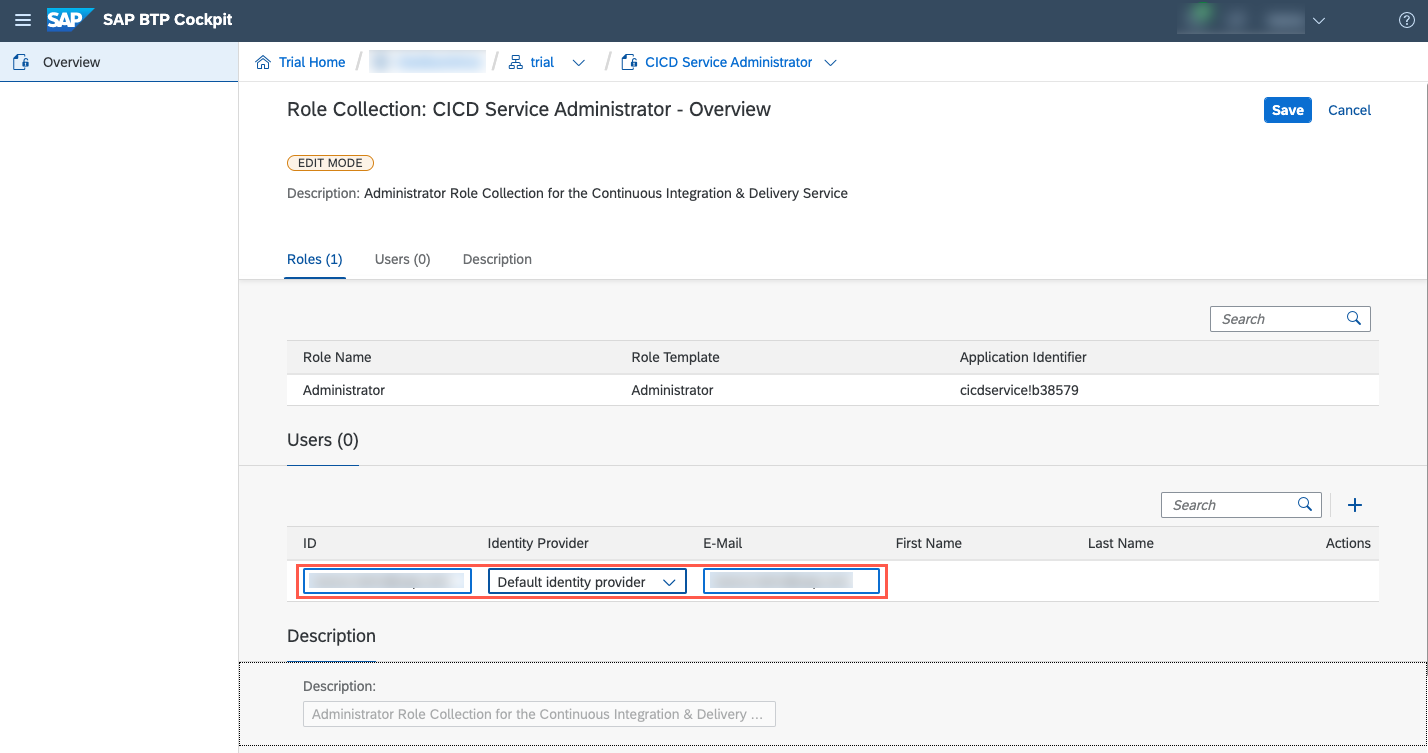 SAP SAP BTP Cockpit
Overview
Trial Home / / trial / CICD Service Administrator
Role Collection: CICD Service Administrator - Overview
Save Cancel
EDIT MODE
Description: Administrator Role Collection for the Continuous Integration & Delivery Service
Roles (1) Users (0) Description
Search
Role Name Role Template Application Identifier
Administrator Administrator cicdservice!b38579
Users (0)
Search
ID Identity Provider E-Mail First Name Last Name Actions
Default identity provider
Description
Description:
Administrator Role Collection for the Continuous Integration & Delivery ...